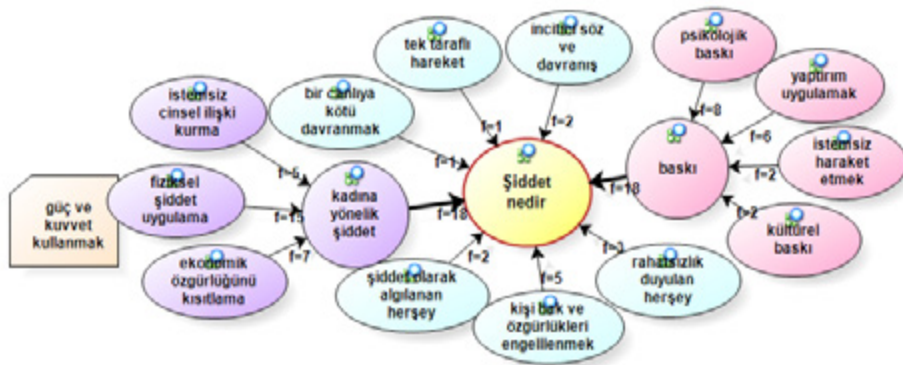 tek taraflı
hareket
f=1
incitici söz
ve
davranış
f=2
psikolojik
baskı
f=8
yaptırım
uygulamak
f=6
istemsiz
haraket
etmek
f=2
kültürel
baskı
f=2
baskı
f=18
istemsiz
cinsel ilişki
kurma
bir canlıya
kötü
davranmak
f=1
güç ve
kuvvet
kullanmak
fiziksel
şiddet
uygulama
f=15
ekonomik
özgürlüğünü
kısıtlama
f=7
kadına
yönelik
şiddet
f=18
Şiddet
nedir
şiddet olarak
algılanan
herşey
f=2
kişi hak ve
özgürlükleri
engelllenmek
f=5
rahatsızlık
duyulan
herşey
f=3